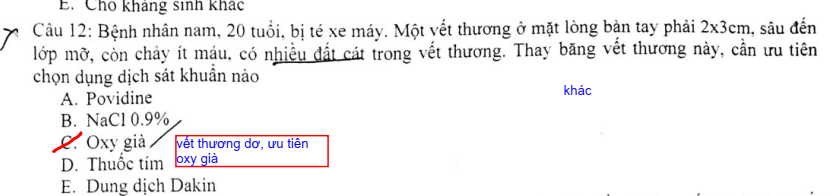 E. Cho kháng sinh khác
Câu 12: Bệnh nhân nam, 20 tuổi, bị té xe máy. Một vết thương ở mặt lòng bàn tay phải 2x3cm, sâu đến
lớp mỡ, còn chảy ít máu, có nhiều đất cát trong vết thương. Thay băng vết thương này, cần ưu tiên
chọn dụng dịch sát khuẩn nào
khác
A. Povidine
B. NaCl 0.9%
C. Oxy già
vết thương dơ, ưu tiên
oxy già
D. Thuốc tím
E. Dung dịch Dakin